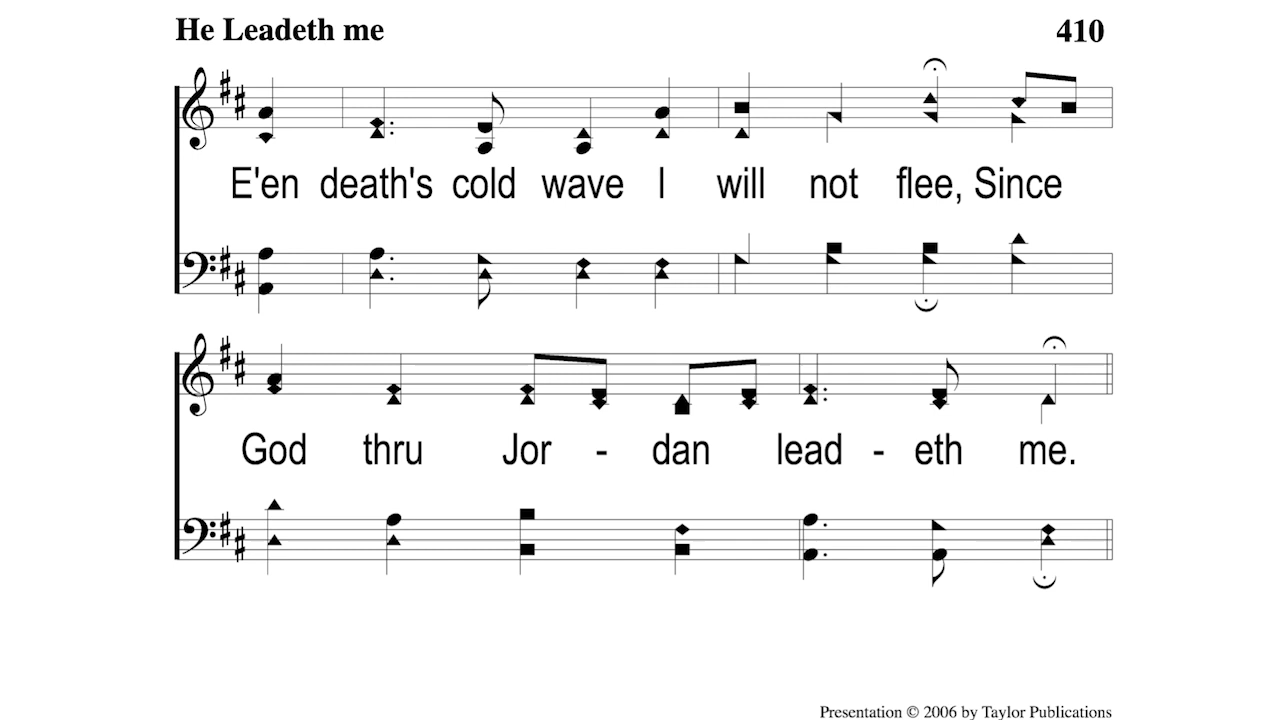 He Leadeth me 410
E'en death's cold wave I will not flee, Since
God thru Jor - dan lead - eth me.
Presentation © 2006 by Taylor Publications